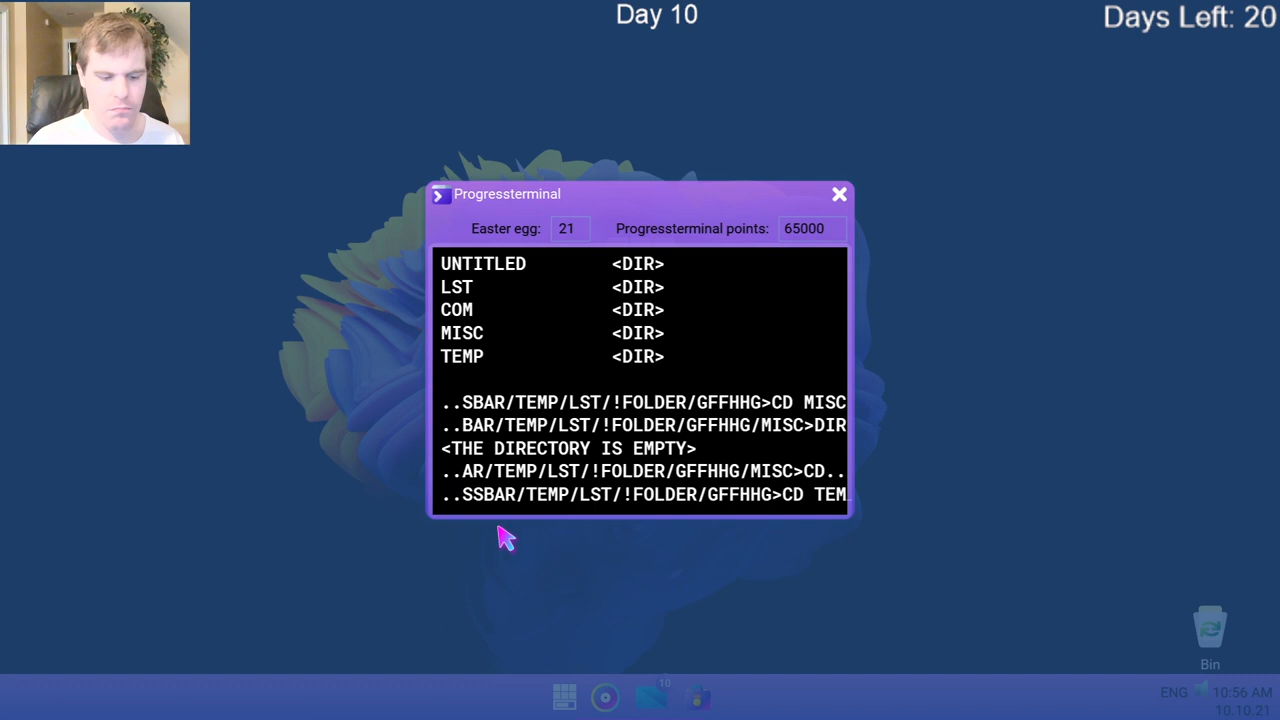 Day 10
Days Left: 20
Progressterminal
Easter egg: 21 Progressterminal points: 65000
UNTITLED <DIR>
LST <DIR>
COM <DIR>
MISC <DIR>
TEMP <DIR>
..SBAR/TEMP/LST/!FOLDER/GFFHHG>CD MISC
..BAR/TEMP/LST/!FOLDER/GFFHHG/MISC>DIR
<THE DIRECTORY IS EMPTY>
..AR/TEMP/LST/!FOLDER/GFFHHG/MISC>CD..
..SSBAR/TEMP/LST/!FOLDER/GFFHHG>CD TEM_
Bin
10
ENG 10:56 AM
10.10.21